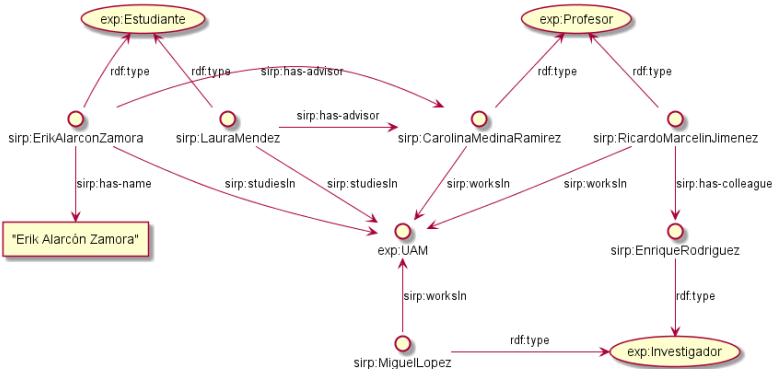 exp:Estudiante
exp:Profesor
rdf:type
rdf:type
sirp:has-advisor
rdf:type
rdf:type
sirp:ErikAlarconZamora
sirp:LauraMendez
sirp:has-advisor
sirp:CarolinaMedinaRamirez
sirp:RicardoMarcelinJimenez
sirp:has-name
sirp:studiesIn
sirp:studiesIn
sirp:worksIn
sirp:worksIn
sirp:has-colleague
"Erik Alarcón Zamora"
exp:UAM
sirp:EnriqueRodriguez
sirp:worksIn
rdf:type
sirp:MiguelLopez
rdf:type
exp:Investigador